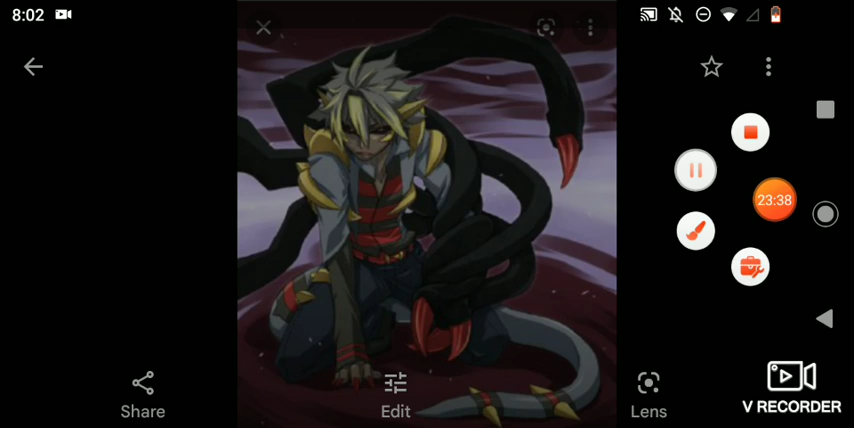 8:02
23:38
Share
Edit
Lens
V RECORDER